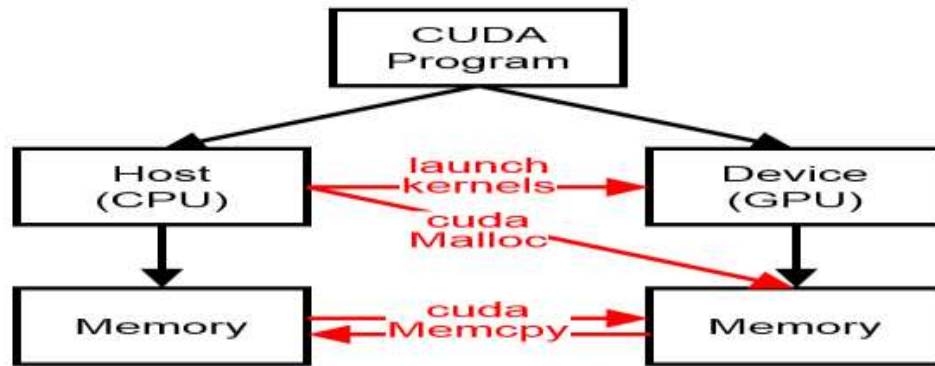 CUDA
Program
Host
(CPU)
launch
kernels
Device
(GPU)
cuda
Malloc
Memory
cuda
Memcpy
Memory